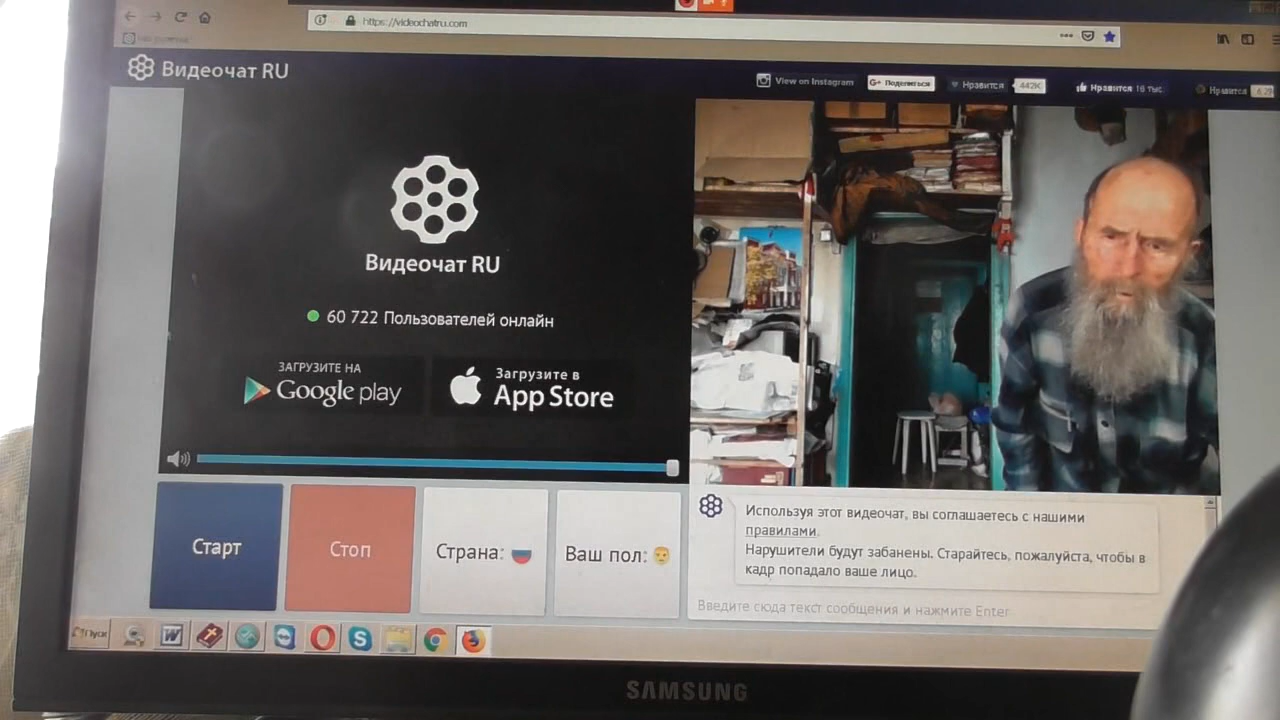 https://videochatru.com
Видеочат RU
View on Instagram
G+ Поделиться
Нравится 442K
Нравится 16 тыс.
Нравится
Видеочат RU
60 722 Пользователей онлайн
ЗАГРУЗИТЕ НА
Google play
Загрузите в
App Store
Старт
Стоп
Страна:
Ваш пол:
Используя этот видеочат, вы соглашаетесь с нашими
правилами.
Нарушители будут забанены. Старайтесь, пожалуйста, чтобы в
кадр попадало ваше лицо.
Введите сюда текст сообщения и нажмите Enter
Пуск
SAMSUNG